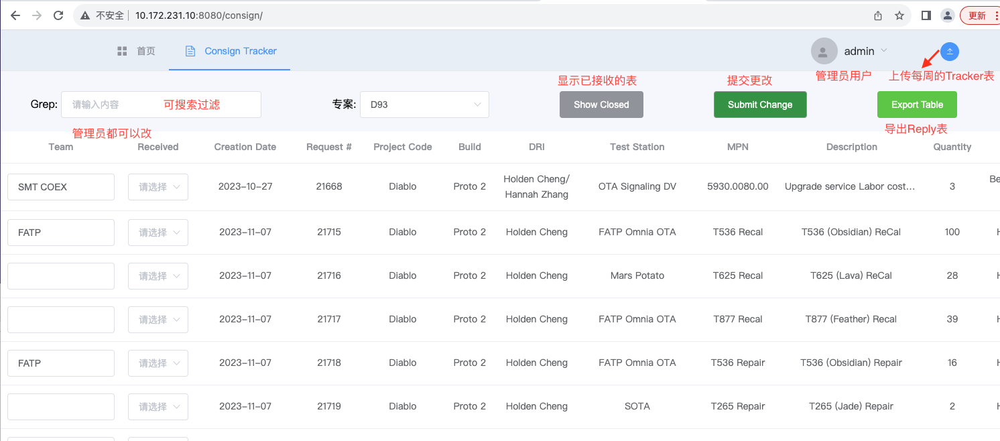 不安全 10.172.231.10:8080/consign/ 更新
首页 Consign Tracker admin
显示已接收的表 提交更改 管理员用户 上传每周的Tracker表
Grep: 请输入内容 可搜索过滤 专案: D93 Show Closed Submit Change Export Table
管理员都可以改 导出Reply表
Team Received Creation Date Request # Project Code Build DRI Test Station MPN Description Quantity
SMT COEX 请选择 2023-10-27 21668 Diablo Proto 2 Holden Cheng/ OTA Signaling DV 5930.0080.00 Upgrade service Labor cost... 3 Be
Hannah Zhang
FATP 请选择 2023-11-07 21715 Diablo Proto 2 Holden Cheng FATP Omnia OTA T536 Recal T536 (Obsidian) ReCal 100
请选择 2023-11-07 21716 Diablo Proto 2 Holden Cheng Mars Potato T625 Recal T625 (Lava) ReCal 28
请选择 2023-11-07 21717 Diablo Proto 2 Holden Cheng FATP Omnia OTA T877 Recal T877 (Feather) Recal 39
FATP 请选择 2023-11-07 21718 Diablo Proto 2 Holden Cheng FATP Omnia OTA T536 Repair T536 (Obsidian) Repair 16
请选择 2023-11-07 21719 Diablo Proto 2 Holden Cheng SOTA T265 Repair T265 (Jade) Repair 2